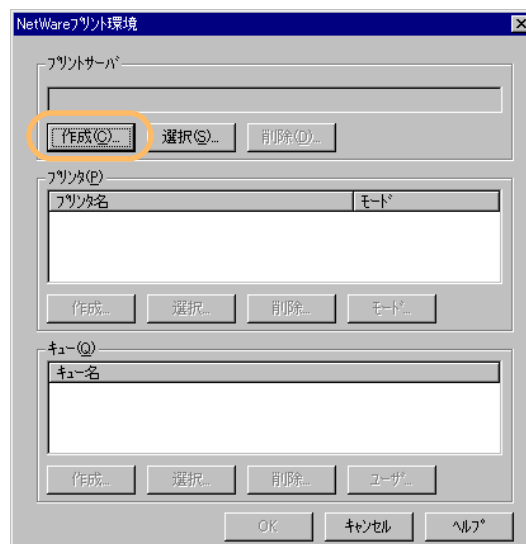 NetWareﾌﾟﾘﾝﾄ環境
ﾌﾟﾘﾝﾄｻｰﾊﾞ
作成(C)... 選択(S)... 削除(D)...
ﾌﾟﾘﾝﾀ(P)
ﾌﾟﾘﾝﾀ名 ﾓｰﾄﾞ
作成... 選択... 削除... ﾓｰﾄﾞ...
ｷｭｰ(Q)
ｷｭｰ名
作成... 選択... 削除... ﾕｰｻﾞ...
OK ｷｬﾝｾﾙ ﾍﾙﾌﾟ